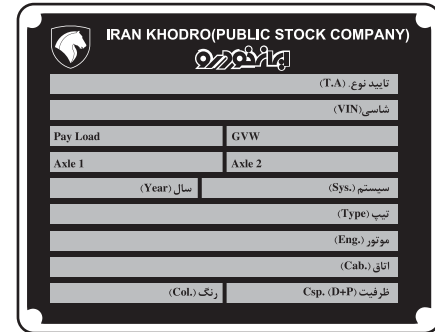 IRAN KHODRO(PUBLIC STOCK COMPANY)
ایران خودرو
تایید نوع. (T.A)
شاسی(VIN)
Pay Load GVW
Axle 1 Axle 2
سیستم (Sys.) سال (Year)
تیپ (Type)
موتور (Eng.)
اتاق (Cab.)
ظرفیت Csp. (D+P) رنگ (Col.)